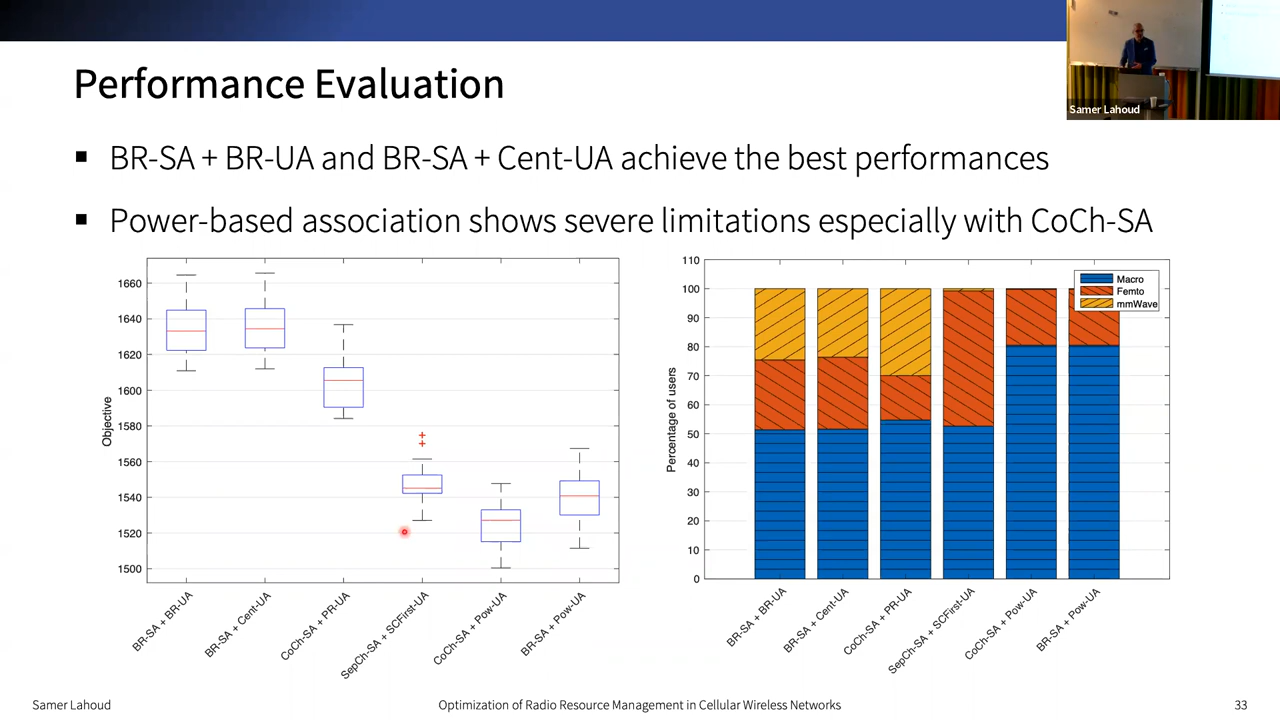 Samer Lahoud
Performance Evaluation
BR-SA + BR-UA and BR-SA + Cent-UA achieve the best performances
Power-based association shows severe limitations especially with CoCh-SA
Objective
1660
1640
1620
1600
1580
1560
1540
1520
1500
BR-SA + BR-UA
BR-SA + Cent-UA
CoCh-SA + PR-UA
SepCh-SA + SCFirst-UA
CoCh-SA + Pow-UA
BR-SA + Pow-UA
Percentage of users
110
100
90
80
70
60
50
40
30
20
10
0
Macro
Femto
mmWave
BR-SA + BR-UA
BR-SA + Cent-UA
CoCh-SA + PR-UA
SepCh-SA + SCFirst-UA
CoCh-SA + Pow-UA
BR-SA + Pow-UA
Samer Lahoud
Optimization of Radio Resource Management in Cellular Wireless Networks
33